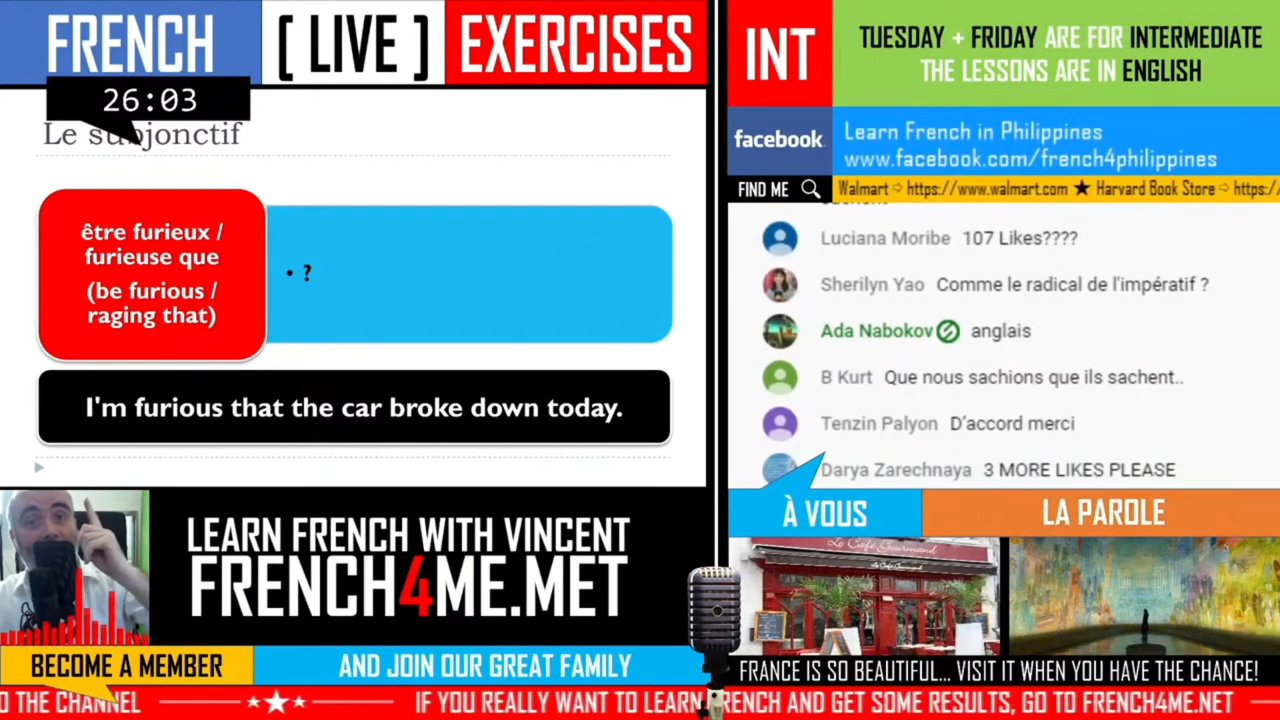 FRENCH
[ LIVE ]
EXERCISES
26:03
Le subjonctif
être furieux /
furieuse que
(be furious /
raging that)
• ?
I'm furious that the car broke down today.
LEARN FRENCH WITH VINCENT
FRENCH4ME.MET
BECOME A MEMBER
AND JOIN OUR GREAT FAMILY
INT
TUESDAY + FRIDAY ARE FOR INTERMEDIATE
THE LESSONS ARE IN ENGLISH
facebook
Learn French in Philippines
www.facebook.com/french4philippines
FIND ME
Walmart ⇨ https://www.walmart.com ★ Harvard Book Store ⇨ https:/
Luciana Moribe 107 Likes????
Sherilyn Yao Comme le radical de l'impératif ?
Ada Nabokov anglais
B Kurt Que nous sachions que ils sachent..
Tenzin Palyon D'accord merci
Darya Zarechnaya 3 MORE LIKES PLEASE
À VOUS
LA PAROLE
Le Café Gourmand
Le Café Gourmand
FRANCE IS SO BEAUTIFUL... VISIT IT WHEN YOU HAVE THE CHANCE!
O THE CHANNEL ★ IF YOU REALLY WANT TO LEARN FRENCH AND GET SOME RESULTS, GO TO FRENCH4ME.NET